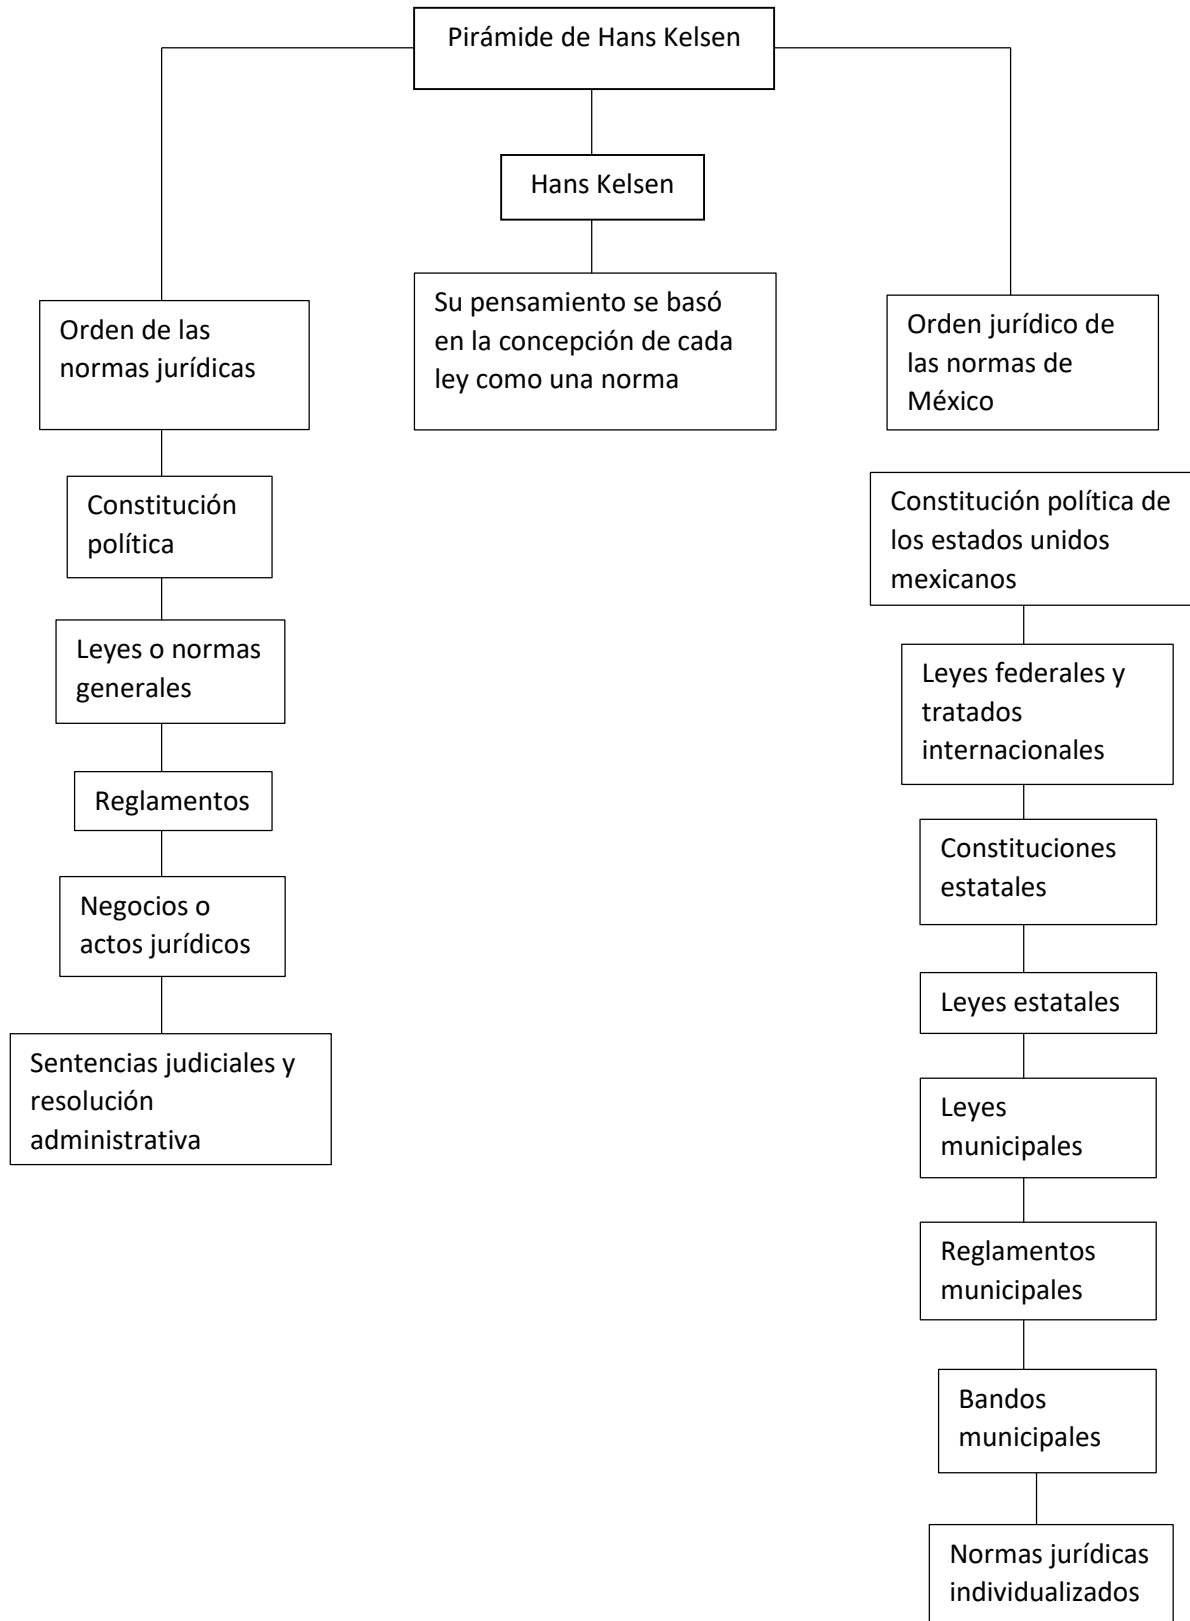 Pirámide de Hans Kelsen
Hans Kelsen
Su pensamiento se basó
en la concepción de cada
ley como una norma
Orden de las
normas jurídicas
Constitución
política
Leyes o normas
generales
Reglamentos
Negocios o
actos jurídicos
Sentencias judiciales y
resolución
administrativa
Orden jurídico de
las normas de
México
Constitución política de
los estados unidos
mexicanos
Leyes federales y
tratados
internacionales
Constituciones
estatales
Leyes estatales
Leyes
municipales
Reglamentos
municipales
Bandos
municipales
Normas jurídicas
individualizados